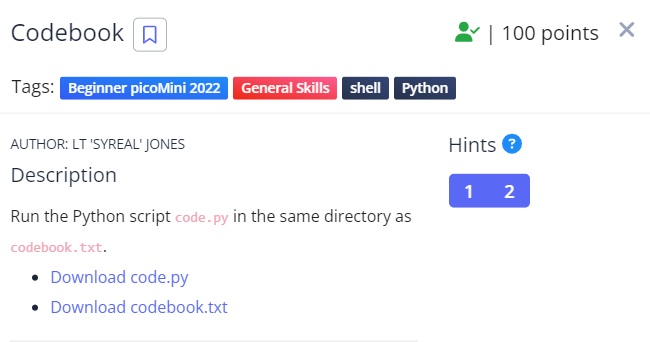 Codebook
| 100 points
Tags: Beginner picoMini 2022 General Skills shell Python
AUTHOR: LT 'SYREAL' JONES
Hints ?
Description
1 2
Run the Python script code.py in the same directory as
codebook.txt.
• Download code.py
• Download codebook.txt